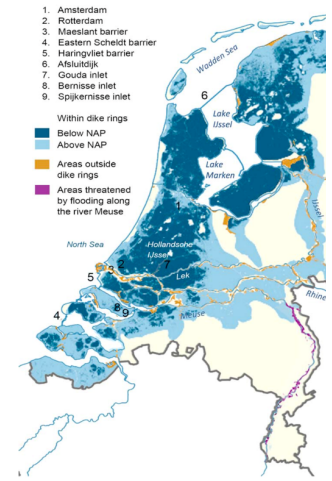 1. Amsterdam
2. Rotterdam
3. Maeslant barrier
4. Eastern Scheldt barrier
5. Haringvliet barrier
6. Afsluitdijk
7. Gouda inlet
8. Bernisse inlet
9. Spijkernisse inlet
Within dike rings
Below NAP
Above NAP
Areas outside
dike rings
Areas threatened
by flooding along
the river Meuse
Wadden Sea
6
Lake
IJssel
Lake
Marken
1
IJssel
North Sea
Hollandsche
IJssel
2
7
3
Lek
5
Rhine
8
9
4
Meuse